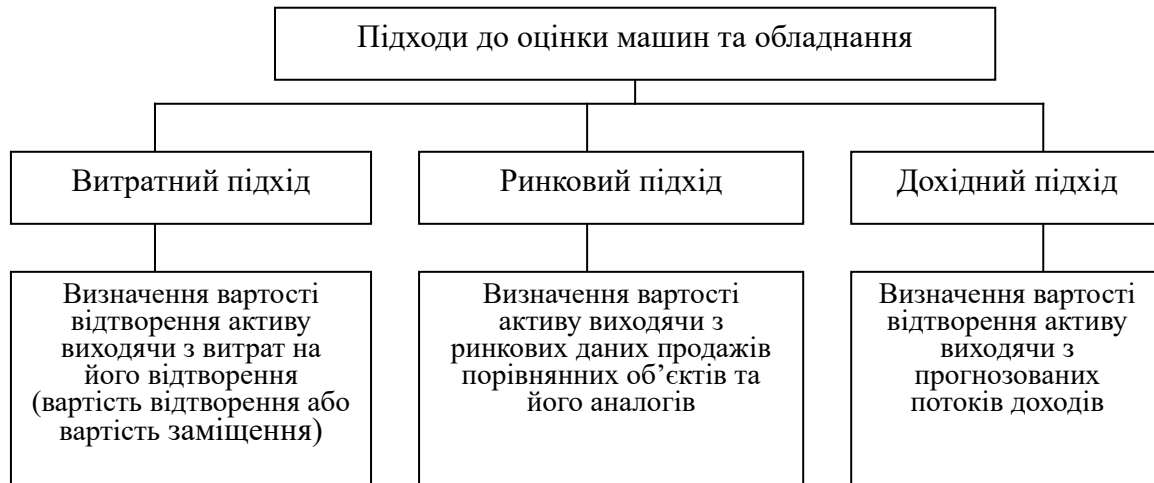 Підходи до оцінки машин та обладнання
Витратний підхід
Ринковий підхід
Дохідний підхід
Визначення вартості
відтворення активу
виходячи з витрат на
його відтворення
(вартість відтворення або
вартість заміщення)
Визначення вартості
активу виходячи з
ринкових даних продажів
порівнянних об’єктів та
його аналогів
Визначення вартості
відтворення активу
виходячи з
прогнозованих
потоків доходів